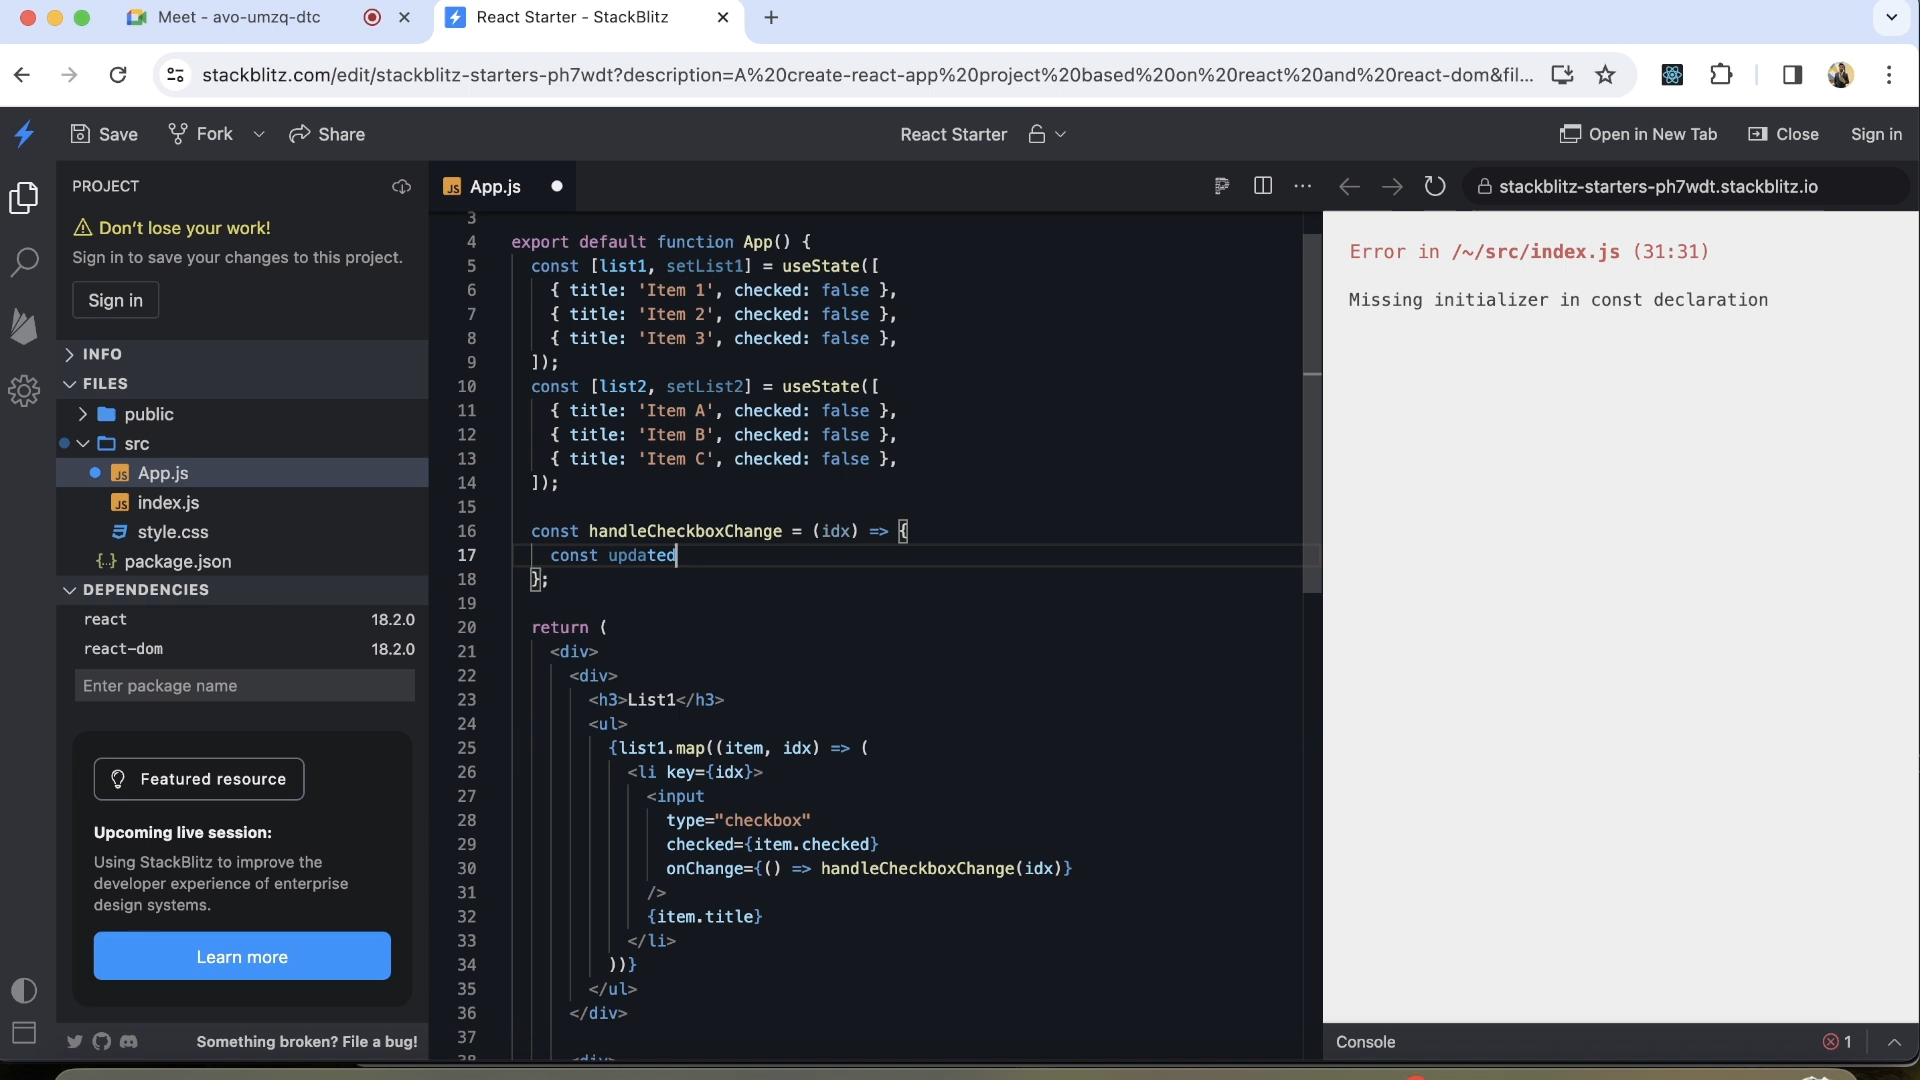 Meet - avo-umzq-dtc
React Starter - StackBlitz
stackblitz.com/edit/stackblitz-starters-ph7wdt?description=A%20create-react-app%20project%20based%20on%20react%20and%20react-dom&fil...
Save
Fork
Share
React Starter
Open in New Tab
Close
Sign in
PROJECT
Don't lose your work!
Sign in to save your changes to this project.
Sign in
INFO
FILES
public
src
JS App.js
JS index.js
style.css
{..} package.json
DEPENDENCIES
react 18.2.0
react-dom 18.2.0
Enter package name
Featured resource
Upcoming live session:
Using StackBlitz to improve the
developer experience of enterprise
design systems.
Learn more
Something broken? File a bug!
JS App.js
3
4 export default function App() {
5 const [list1, setList1] = useState([
6 { title: 'Item 1', checked: false },
7 { title: 'Item 2', checked: false },
8 { title: 'Item 3', checked: false },
9 ]);
10 const [list2, setList2] = useState([
11 { title: 'Item A', checked: false },
12 { title: 'Item B', checked: false },
13 { title: 'Item C', checked: false },
14 ]);
15
16 const handleCheckboxChange = (idx) => {
17 const updated
18 };
19
20 return (
21 <div>
22 <div>
23 <h3>List1</h3>
24 <ul>
25 {list1.map((item, idx) => (
26 <li key={idx}>
27 <input
28 type="checkbox"
29 checked={item.checked}
30 onChange={() => handleCheckboxChange(idx)}
31 />
32 {item.title}
33 </li>
34 ))}
35 </ul>
36 </div>
37
38 <div>
stackblitz-starters-ph7wdt.stackblitz.io
Error in /~/src/index.js (31:31)
Missing initializer in const declaration
Console
1